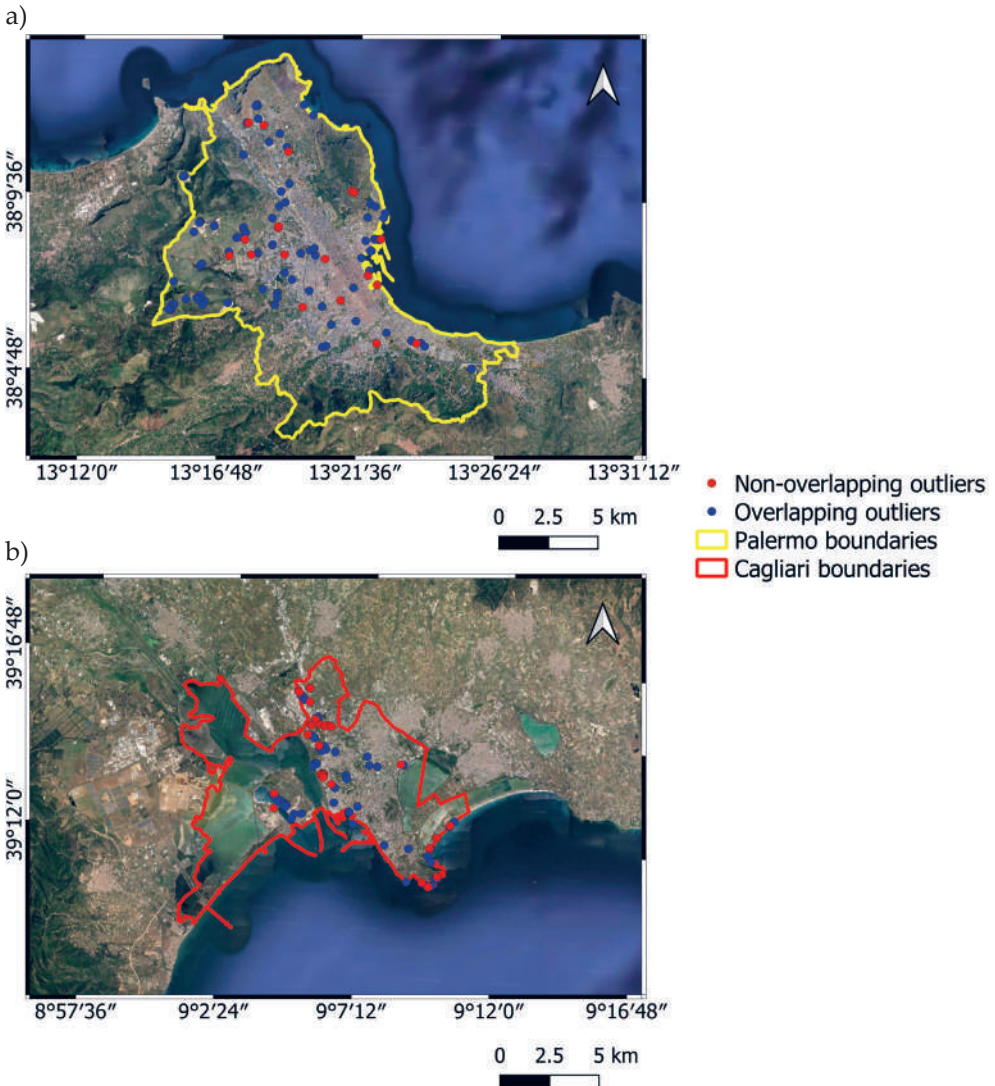 a)
38°9′36″
38°4′48″
13°12′0″ 13°16′48″ 13°21′36″ 13°26′24″ 13°31′12″
0 2.5 5 km
Non-overlapping outliers
Overlapping outliers
Palermo boundaries
Cagliari boundaries
b)
39°16′48″
39°12′0″
8°57′36″ 9°2′24″ 9°7′12″ 9°12′0″ 9°16′48″
0 2.5 5 km